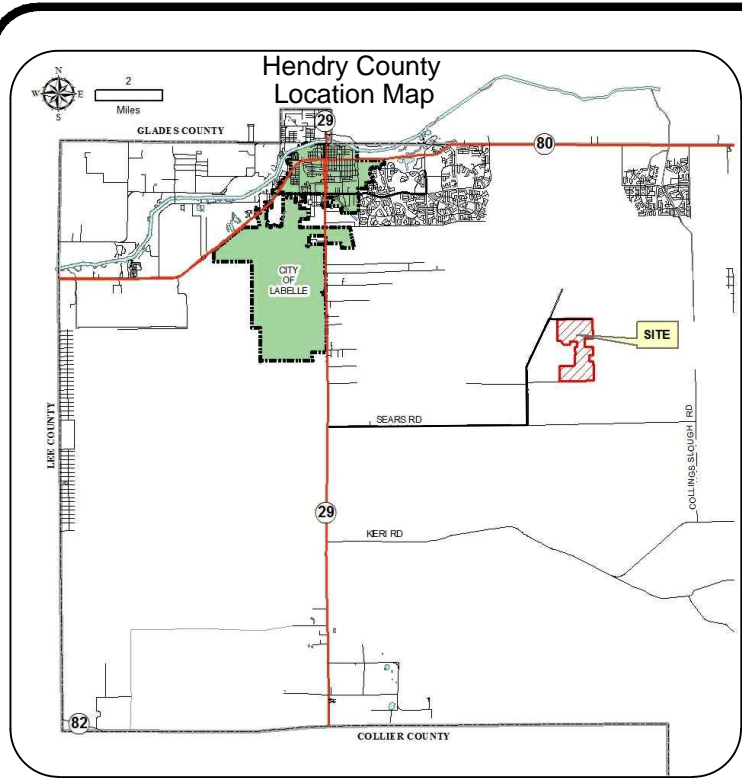 Hendry County
Location Map
N
W
E
S
2
Miles
GLADES COUNTY
29
80
CITY
OF
LABELLE
SITE
SEARS RD
COLLINGS SLOUGH RD
LEE COUNTY
29
KERI RD
82
COLLIER COUNTY